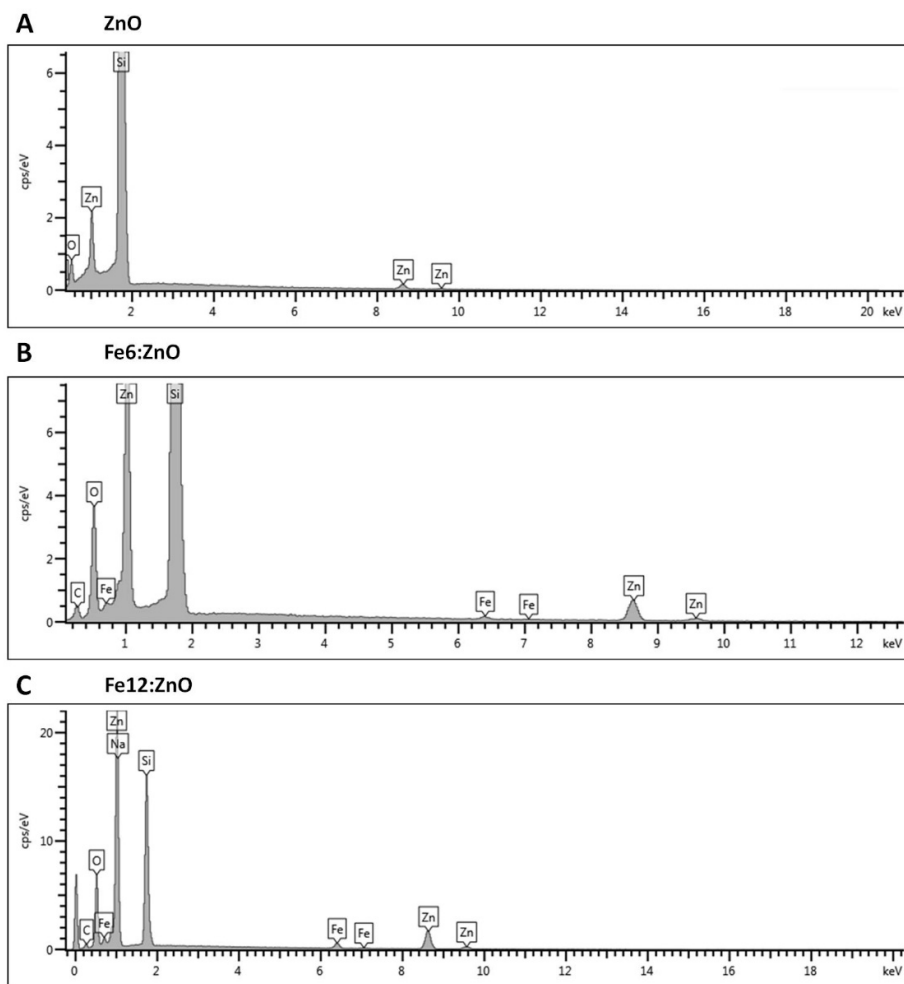 A ZnO
Si
6
4
cps/eV
Zn
2
O
Zn Zn
0
2 4 6 8 10 12 14 16 18 20 keV
B Fe6:ZnO
Zn Si
6
O
4
cps/eV
2
C Fe Fe Fe Zn Zn
0
1 2 3 4 5 6 7 8 9 10 11 12 keV
C Fe12:ZnO
Zn
20
Na
Si
cps/eV
10
O
C Fe Fe Fe Zn Zn
0
0 2 4 6 8 10 12 14 16 18 keV